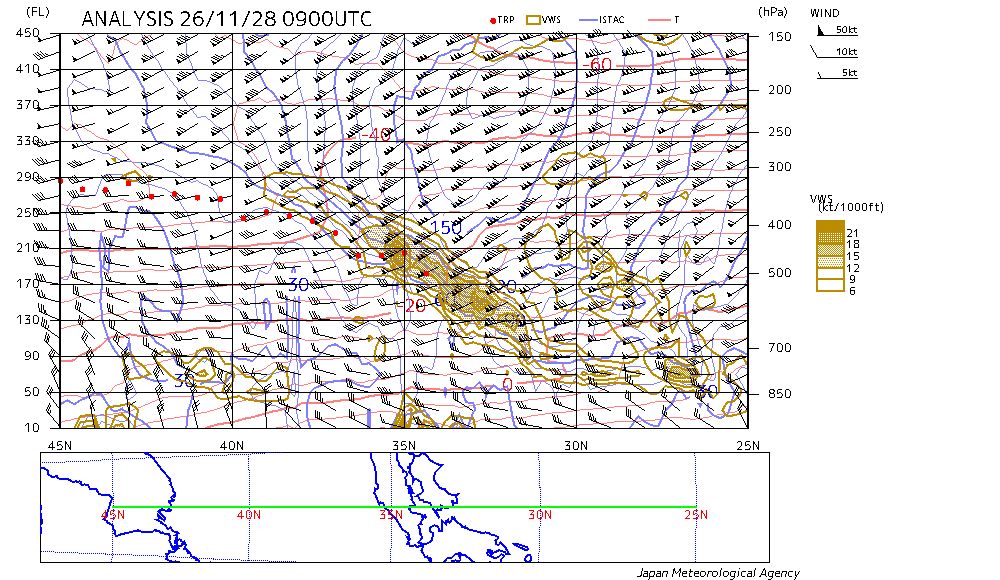 (FL) ANALYSIS 26/11/28 0900UTC TRP VWS ISTAC T (hPa) WIND
450 150 50kt
-60
410 10kt
5kt
370 200
-40 250
330
300
290
VWS
(kt/1000ft)
250 400
150
210 21
18
15
500 12
170 30 9
20 6
-20
130
700
90
30 0
50 850
10
45N 40N 35N 30N 25N
45N 40N 35N 30N 25N
Japan Meteorological Agency